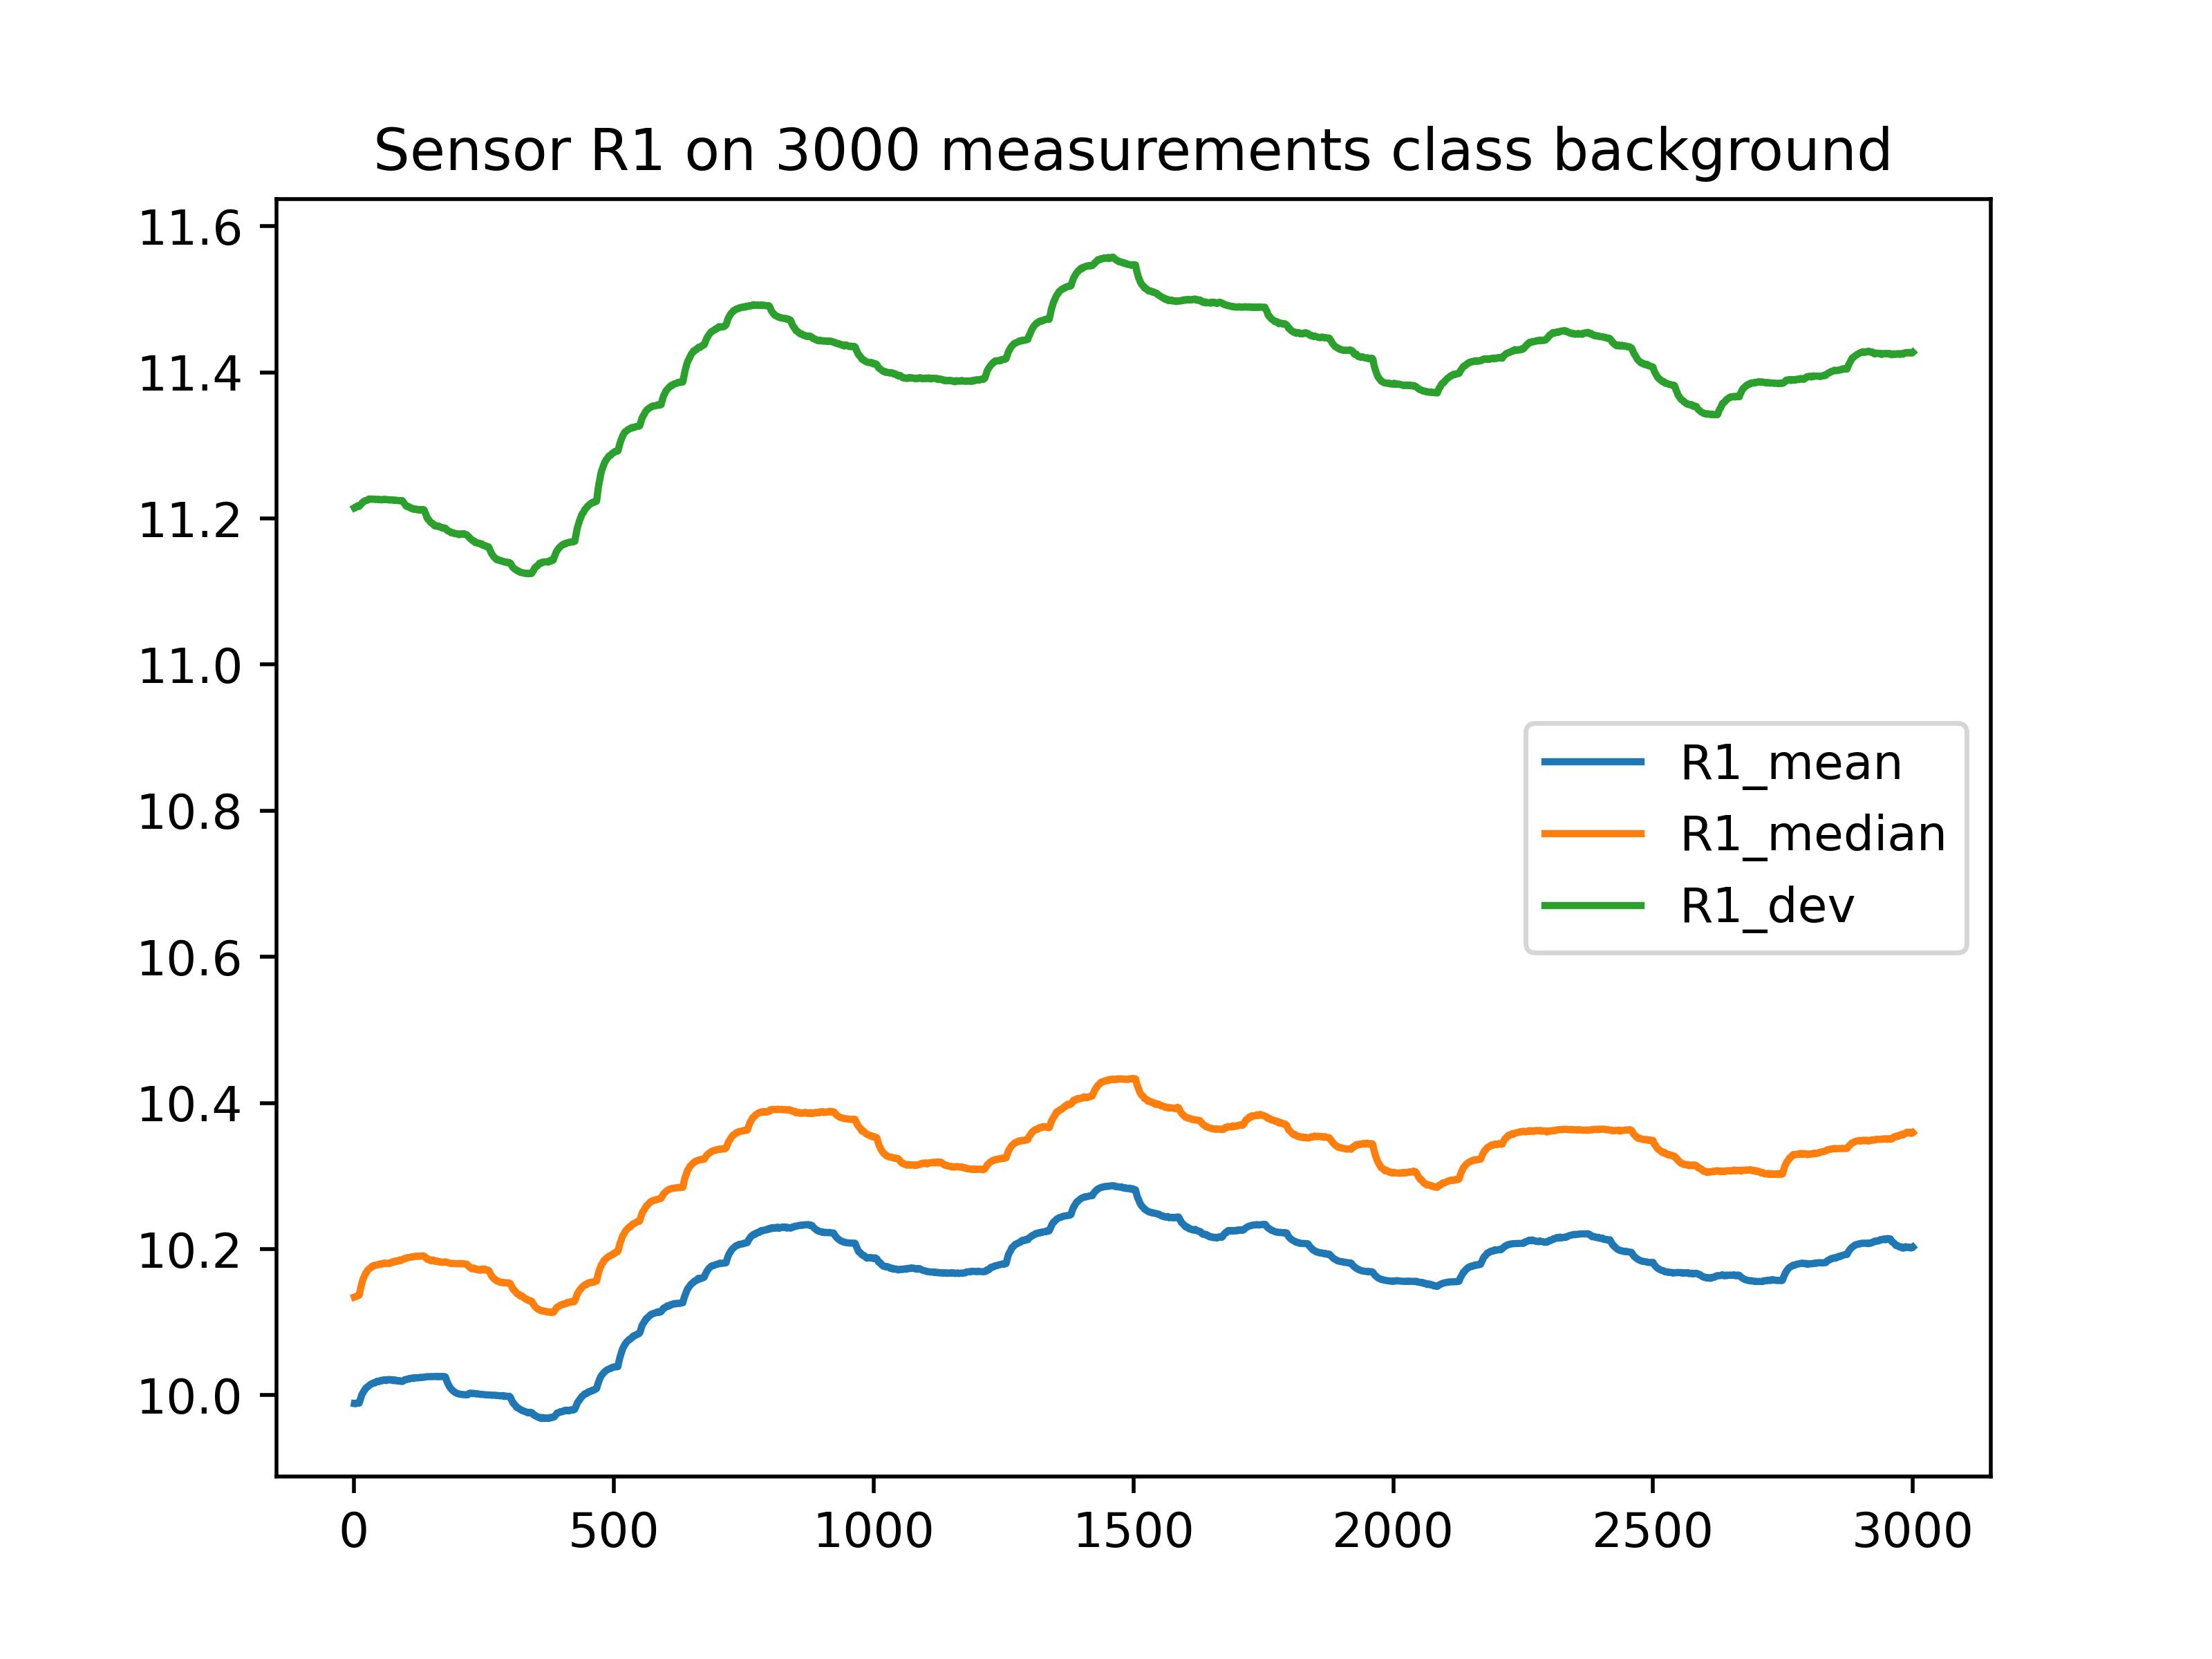 Sensor R1 on 3000 measurements class background
11.6
11.4
11.2
11.0
10.8
10.6
10.4
10.2
10.0
R1_mean
R1_median
R1_dev
0 500 1000 1500 2000 2500 3000